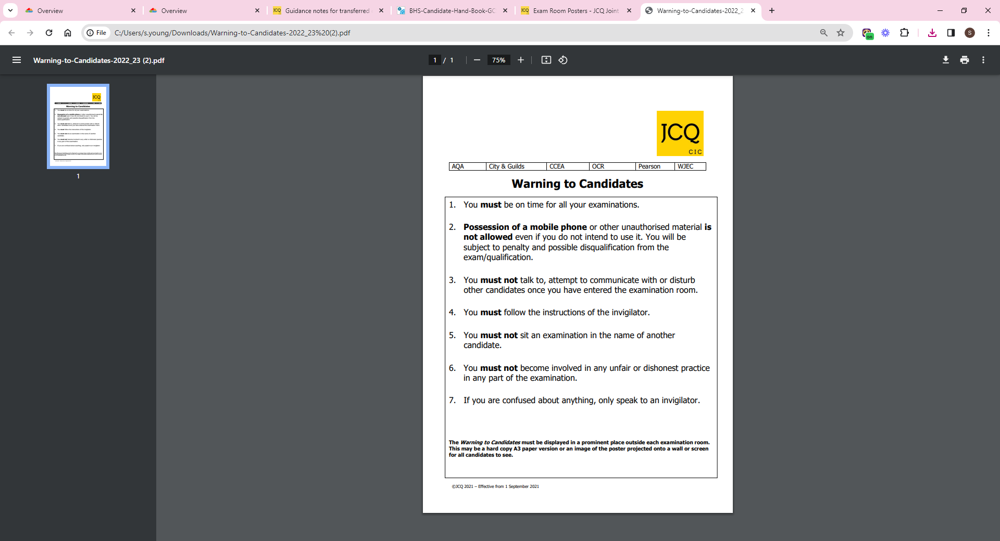 Overview
Overview
Guidance notes for transferred
BHS-Candidate-Hand-Book-GC
Exam Room Posters - JCQ Joint
Warning-to-Candidates-2022_2
File
C:/Users/s.young/Downloads/Warning-to-Candidates-2022_23%20(2).pdf
on
S
Warning-to-Candidates-2022_23 (2).pdf
1 / 1
75%
1
JCQ
CIC
AQA City & Guilds CCEA OCR Pearson WJEC
Warning to Candidates
1. You must be on time for all your examinations.
2. Possession of a mobile phone or other unauthorised material is
not allowed even if you do not intend to use it. You will be
subject to penalty and possible disqualification from the
exam/qualification.
3. You must not talk to, attempt to communicate with or disturb
other candidates once you have entered the examination room.
4. You must follow the instructions of the invigilator.
5. You must not sit an examination in the name of another
candidate.
6. You must not become involved in any unfair or dishonest practice
in any part of the examination.
7. If you are confused about anything, only speak to an invigilator.
The Warning to Candidates must be displayed in a prominent place outside each examination room.
This may be a hard copy A3 paper version or an image of the poster projected onto a wall or screen
for all candidates to see.
©JCQ 2021 – Effective from 1 September 2021